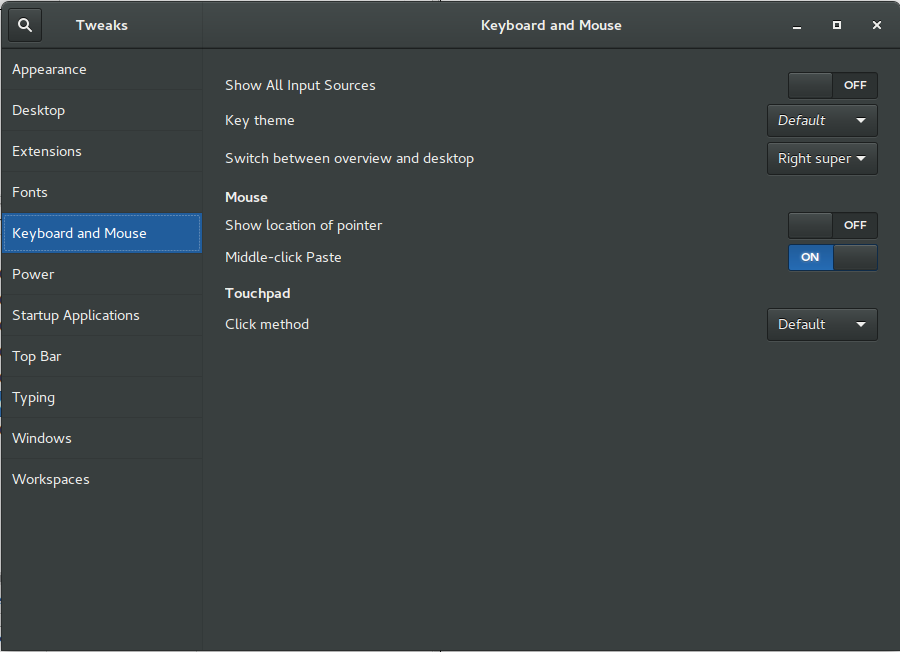 Tweaks
Keyboard and Mouse
Appearance
Desktop
Extensions
Fonts
Keyboard and Mouse
Power
Startup Applications
Top Bar
Typing
Windows
Workspaces
Show All Input Sources OFF
Key theme Default
Switch between overview and desktop Right super
Mouse
Show location of pointer OFF
Middle-click Paste ON
Touchpad
Click method Default